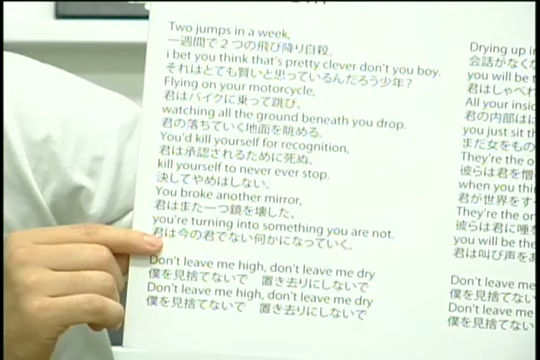 Two jumps in a week,
一週間で２つの飛び降り自殺。
i bet you think that's pretty clever don't you boy.
それはとても賢いと思っているんだろう少年？
Flying on your motorcycle,
君はバイクに乗って跳び、
watching all the ground beneath you drop.
君の落ちていく地面を眺める。
You'd kill yourself for recognition,
君は承認されるために死ぬ、
kill yourself to never ever stop.
決してやめはしない。
You broke another mirror,
君はまた一つ鏡を壊した、
you're turning into something you are not.
君は今の君でない何かになっていく。
Don't leave me high, don't leave me dry
僕を見捨てないで　置き去りにしないで
Don't leave me high, don't leave me dry
僕を見捨てないで　置き去りにしないで
Drying up in
会話がなくな
you will be t
君はしゃべれ
All your insid
君の内部はに
you just sit th
まだ女をもの
They're the o
彼らは君を憎
when you thin
君が世界をす
They're the on
彼らは君に唾を
you will be the
君は叫び声をあ
Don't leave me
僕を見捨てない
Don't leave me
僕を見捨てない